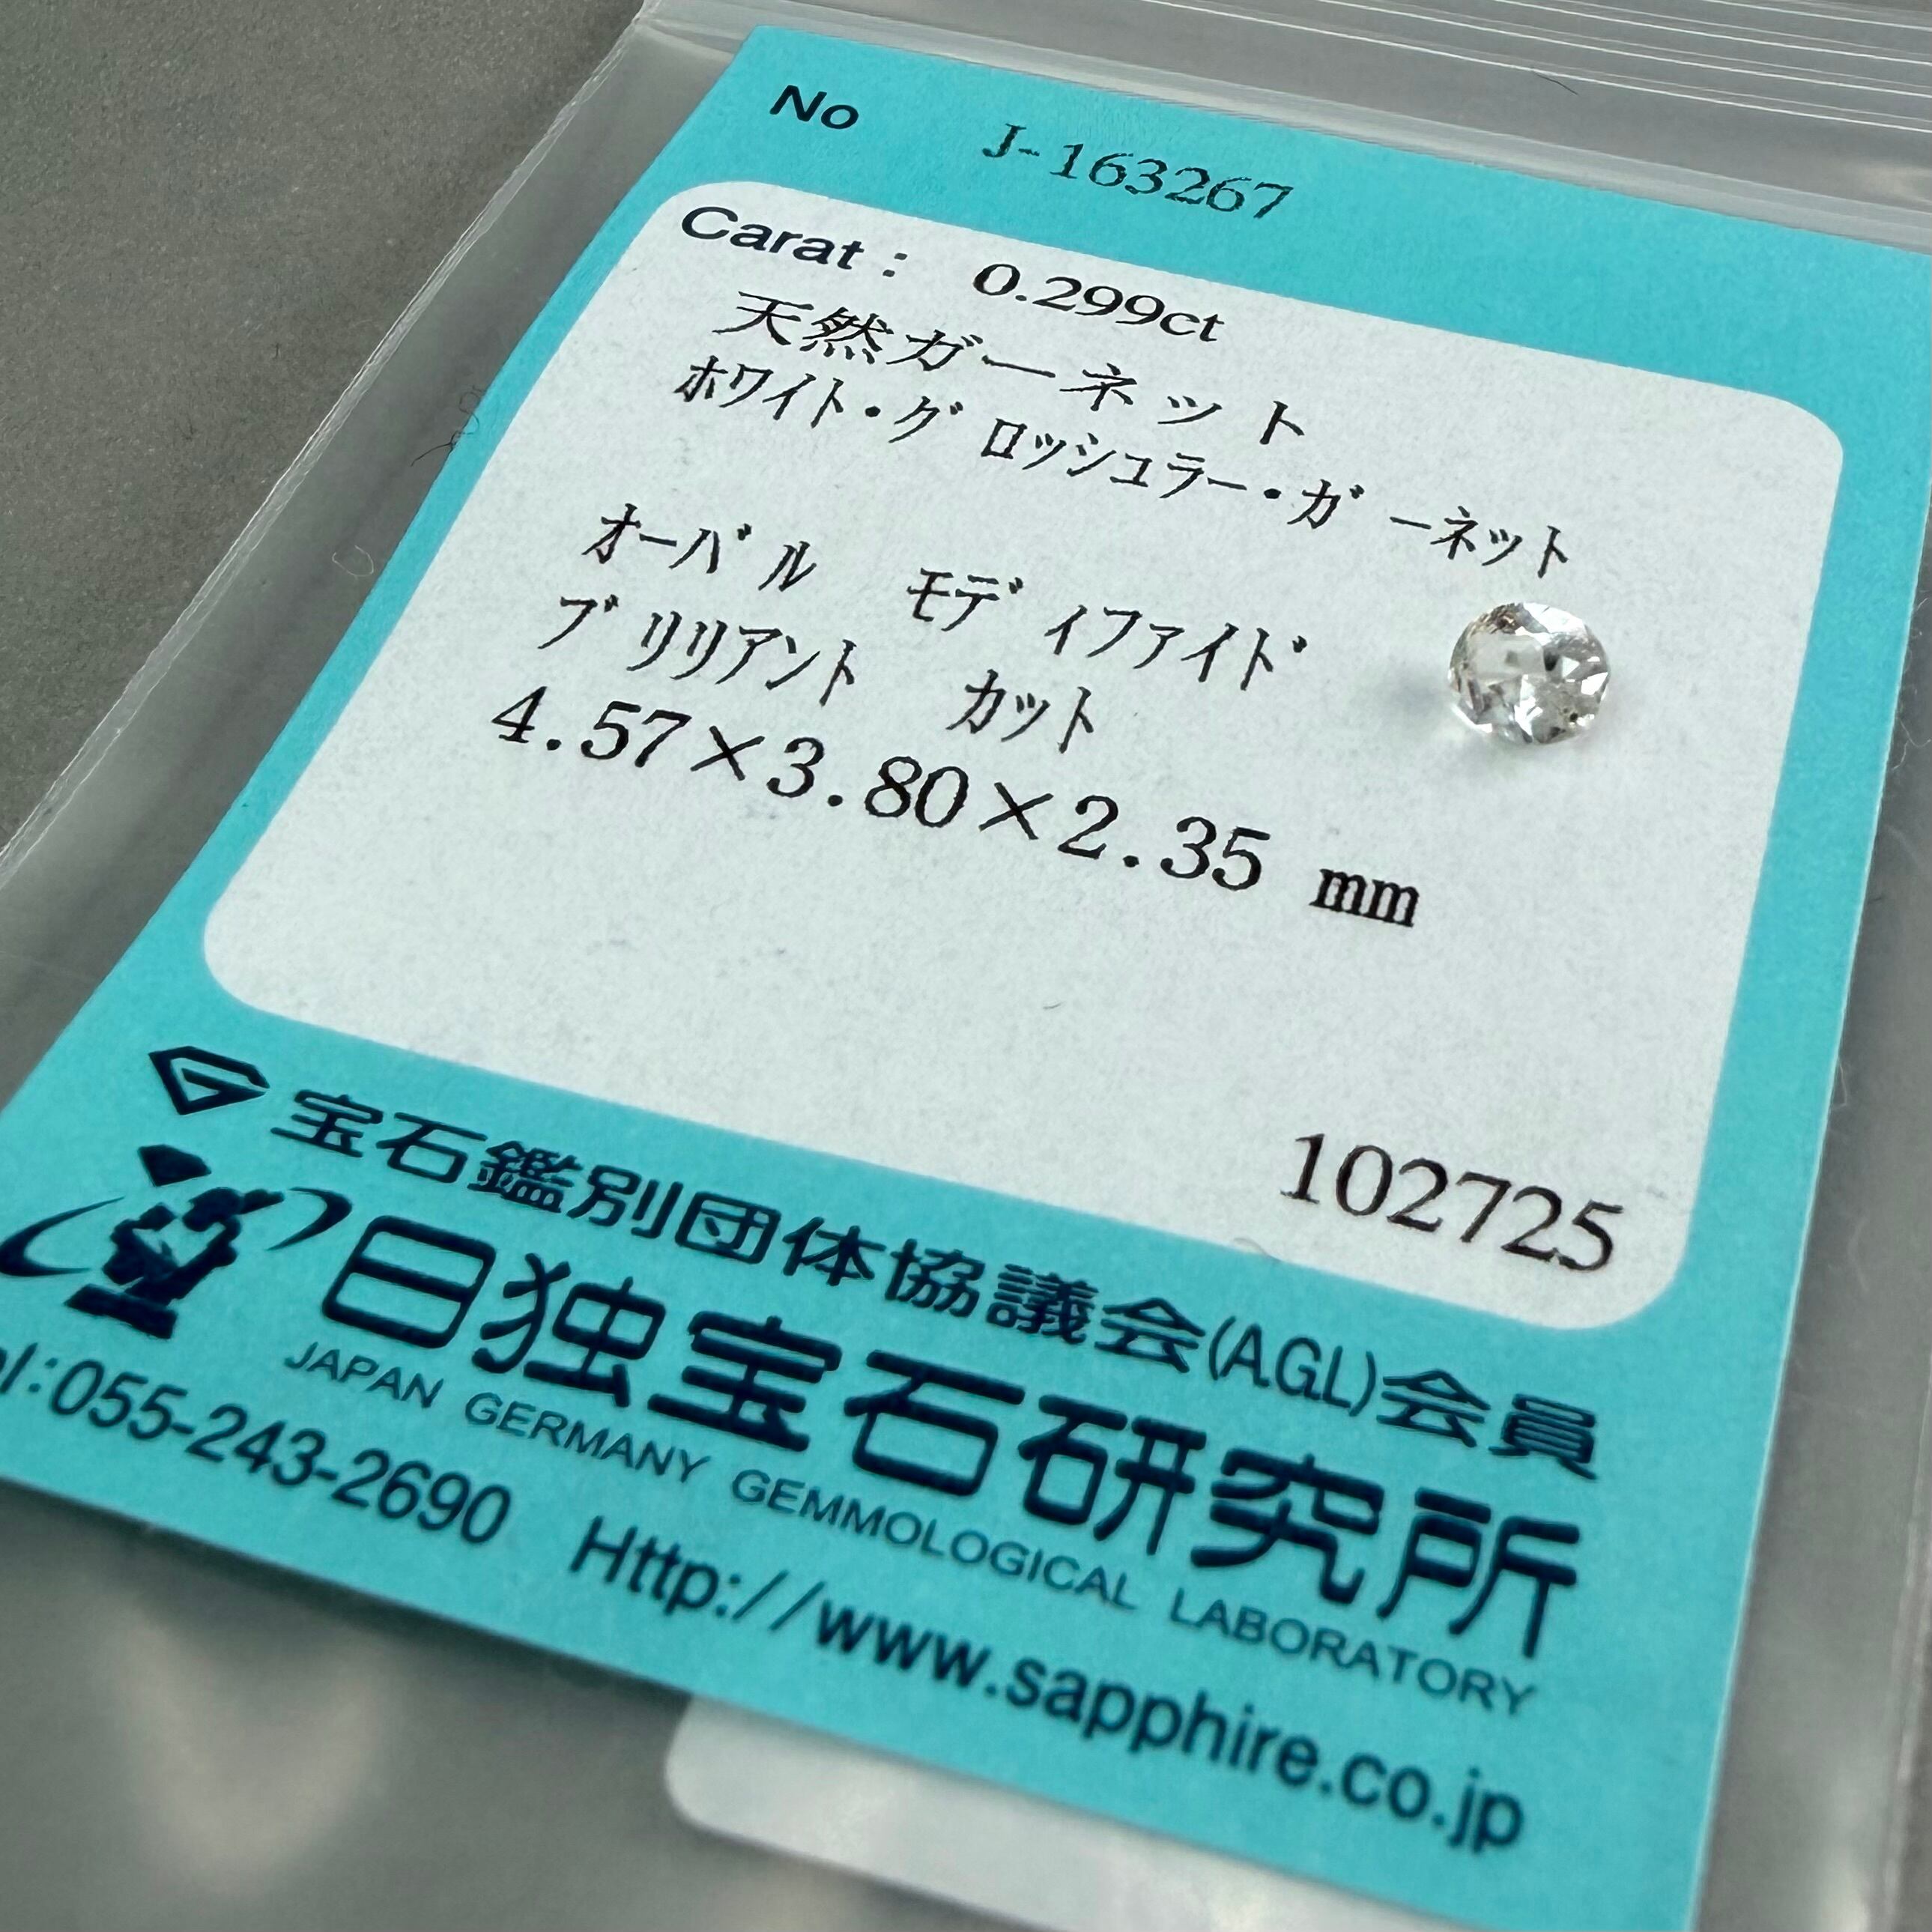 No J-163267
Carat : 0.299ct
天然ガーネット
ﾎﾜｲﾄ・ｸﾞﾛｯｼｭﾗｰ・ｶﾞｰﾈｯﾄ
ｵｰﾊﾞﾙ ﾓﾃﾞｨﾌｧｲﾄﾞ
ﾌﾞﾘﾘｱﾝﾄ ｶｯﾄ
4.57×3.80×2.35 mm
102725
宝石鑑別団体協議会(AGL)会員
日独宝石研究所
JAPAN GERMANY GEMMOLOGICAL LABORATORY
el:055-243-2690 Http://www.sapphire.co.jp